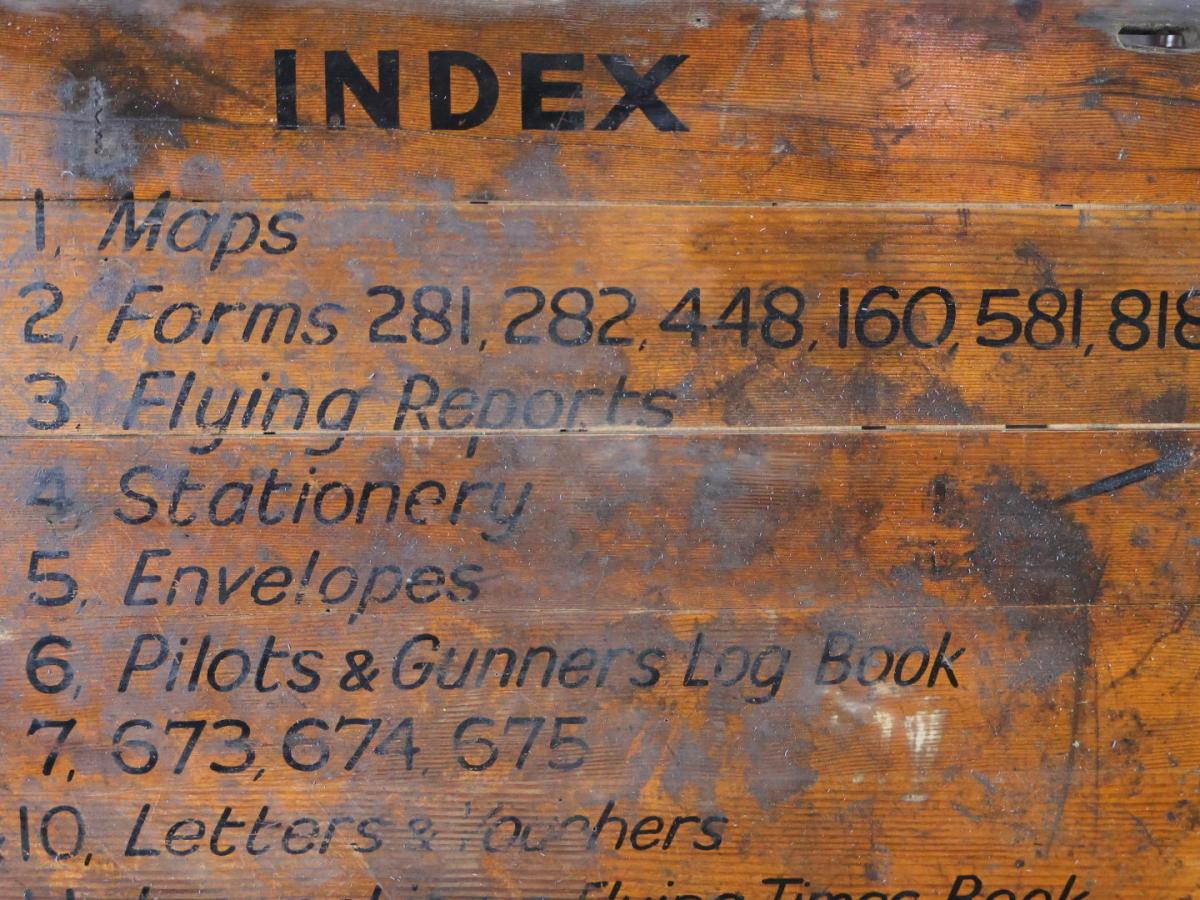 INDEX
1, Maps
2, Forms 281, 282, 448, 160, 581, 818
3. Flying Reports
4 Stationery
5, Envelopes
6, Pilots & Gunners Log Book
7, 673, 674, 675
10, Letters & Vouchers
Flying Times Book